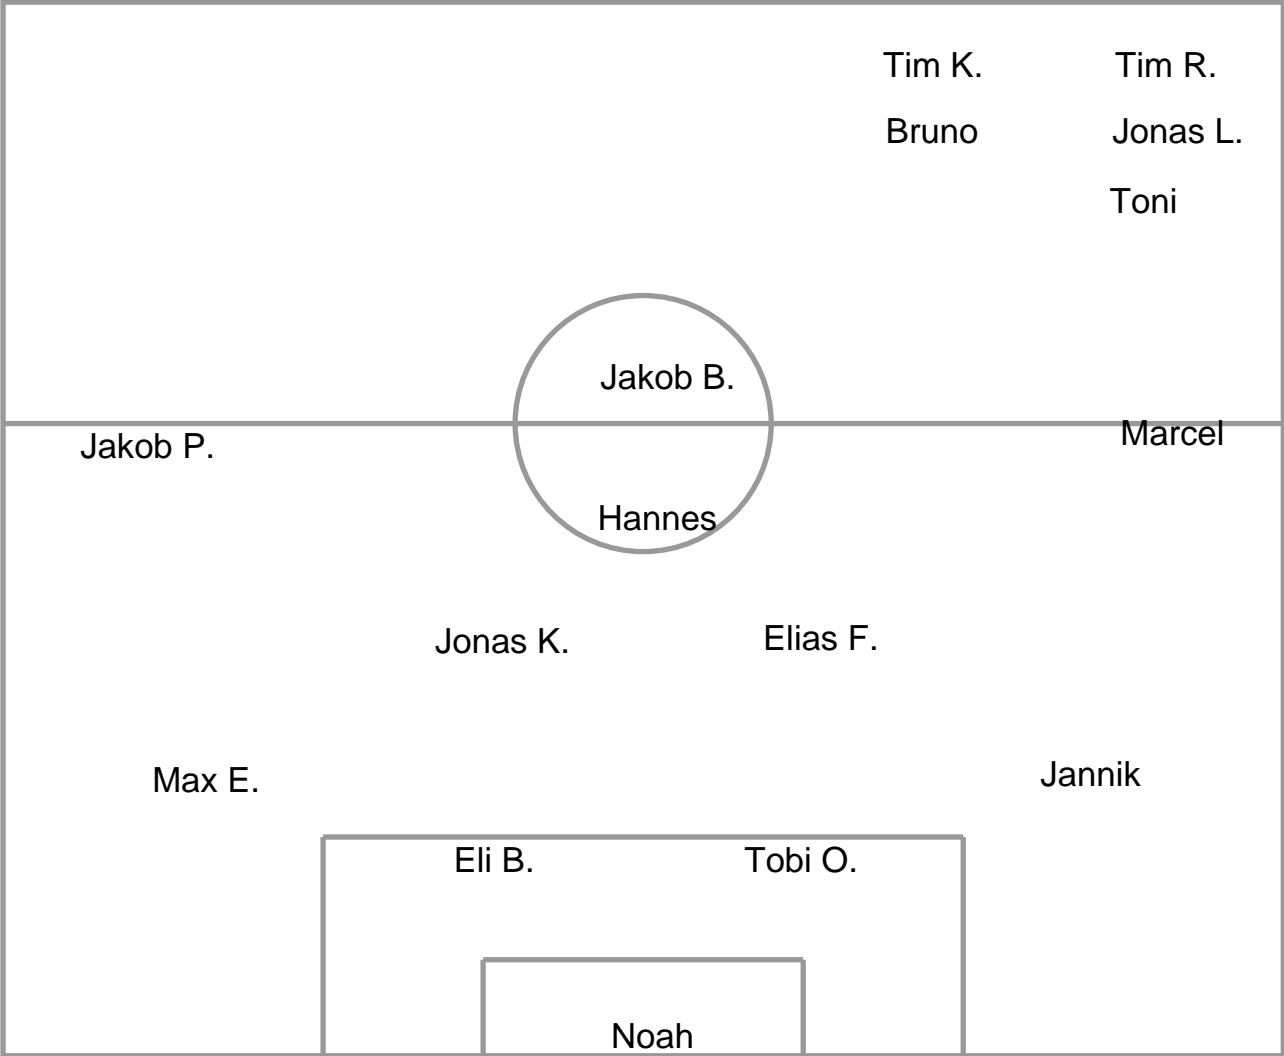 Tim K. Tim R.
Bruno Jonas L.
Toni
Jakob B.
Jakob P. Marcel
Hannes
Jonas K. Elias F.
Max E. Jannik
Eli B. Tobi O.
Noah